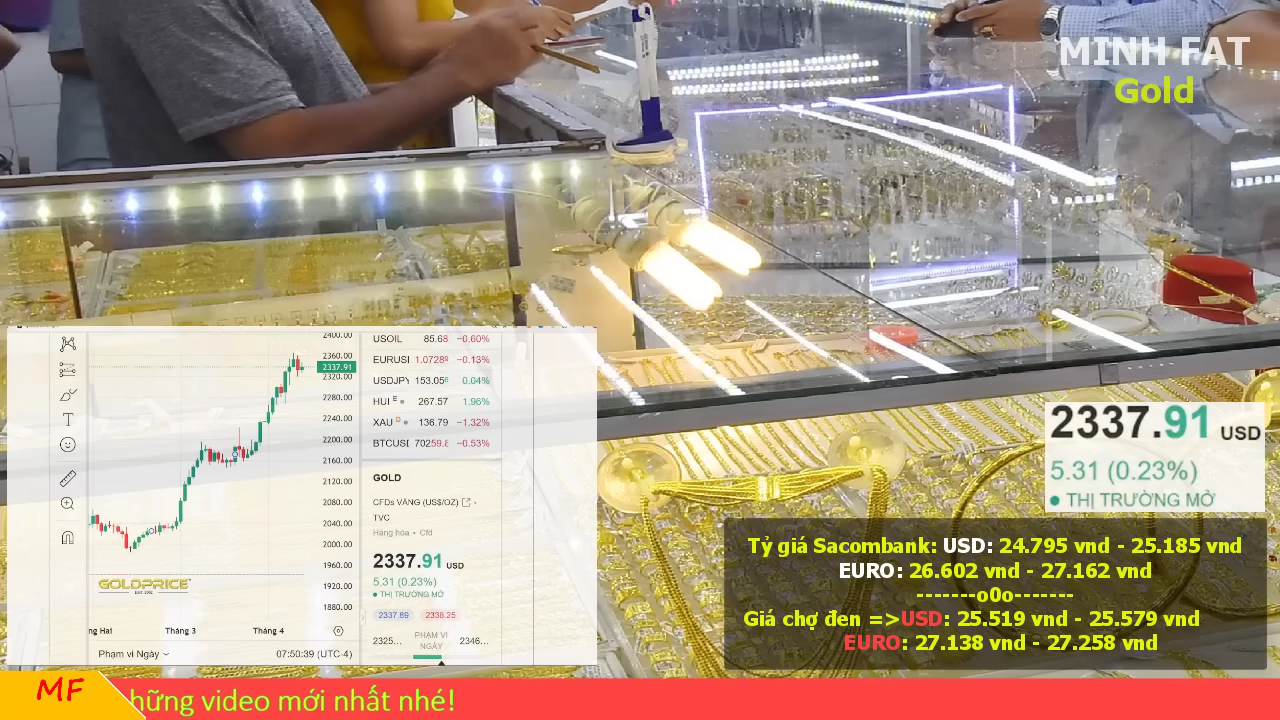 MINH FAT
Gold
2400.00
USOIL 85.68 −0.60%
EURUSI 1.0728⁸ −0.13%
2360.00
2337.91
2320.00
USDJPY 153.05⁶ 0.04%
2280.00
HUI E 267.57 1.96%
2240.00
XAU D 136.79 −1.32%
2200.00
BTCUSI 70259.6 −0.53%
2160.00
2120.00
2080.00
2040.00
2000.00
1960.00
1920.00
1880.00
GOLD
CFDs VÀNG (US$/OZ)
TVC
Hàng hóa • Cfd
2337.91 USD
5.31 (0.23%)
• THỊ TRƯỜNG MỞ
2337.89 2338.25
2325... PHẠM VI NGÀY 2346...
GOLDPRICE
ng Hai Tháng 3 Tháng 4
Phạm vi Ngày 07:50:39 (UTC-4)
2337.91 USD
5.31 (0.23%)
• THỊ TRƯỜNG MỞ
Tỷ giá Sacombank: USD: 24.795 vnd - 25.185 vnd
EURO: 26.602 vnd - 27.162 vnd
-------o0o-------
Giá chợ đen =>USD: 25.519 vnd - 25.579 vnd
EURO: 27.138 vnd - 27.258 vnd
MF
hững video mới nhất nhé!